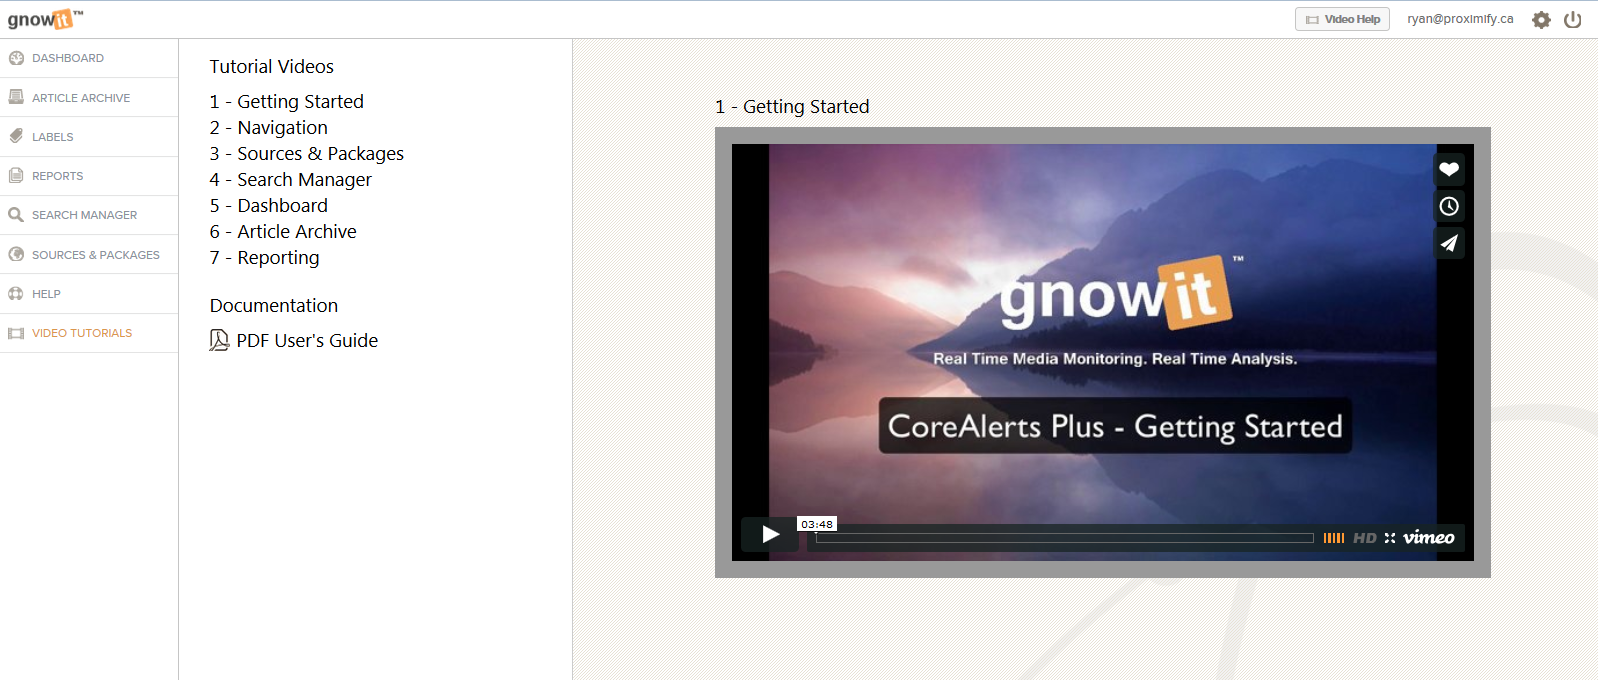 gnowit™
Video Help
ryan@proximify.ca
DASHBOARD
ARTICLE ARCHIVE
LABELS
REPORTS
SEARCH MANAGER
SOURCES & PACKAGES
HELP
VIDEO TUTORIALS
Tutorial Videos
1 - Getting Started
2 - Navigation
3 - Sources & Packages
4 - Search Manager
5 - Dashboard
6 - Article Archive
7 - Reporting
Documentation
PDF User's Guide
1 - Getting Started
gnowit™
Real Time Media Monitoring. Real Time Analysis.
CoreAlerts Plus - Getting Started
03:48
HD vimeo